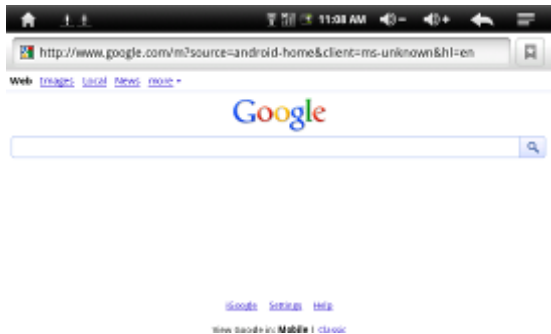 11:08 AM
http://www.google.com/m?source=android-home&client=ms-unknown&hl=en
Web Images Local News more
Google
iGoogle Settings Help
View Google in: Mobile | Classic